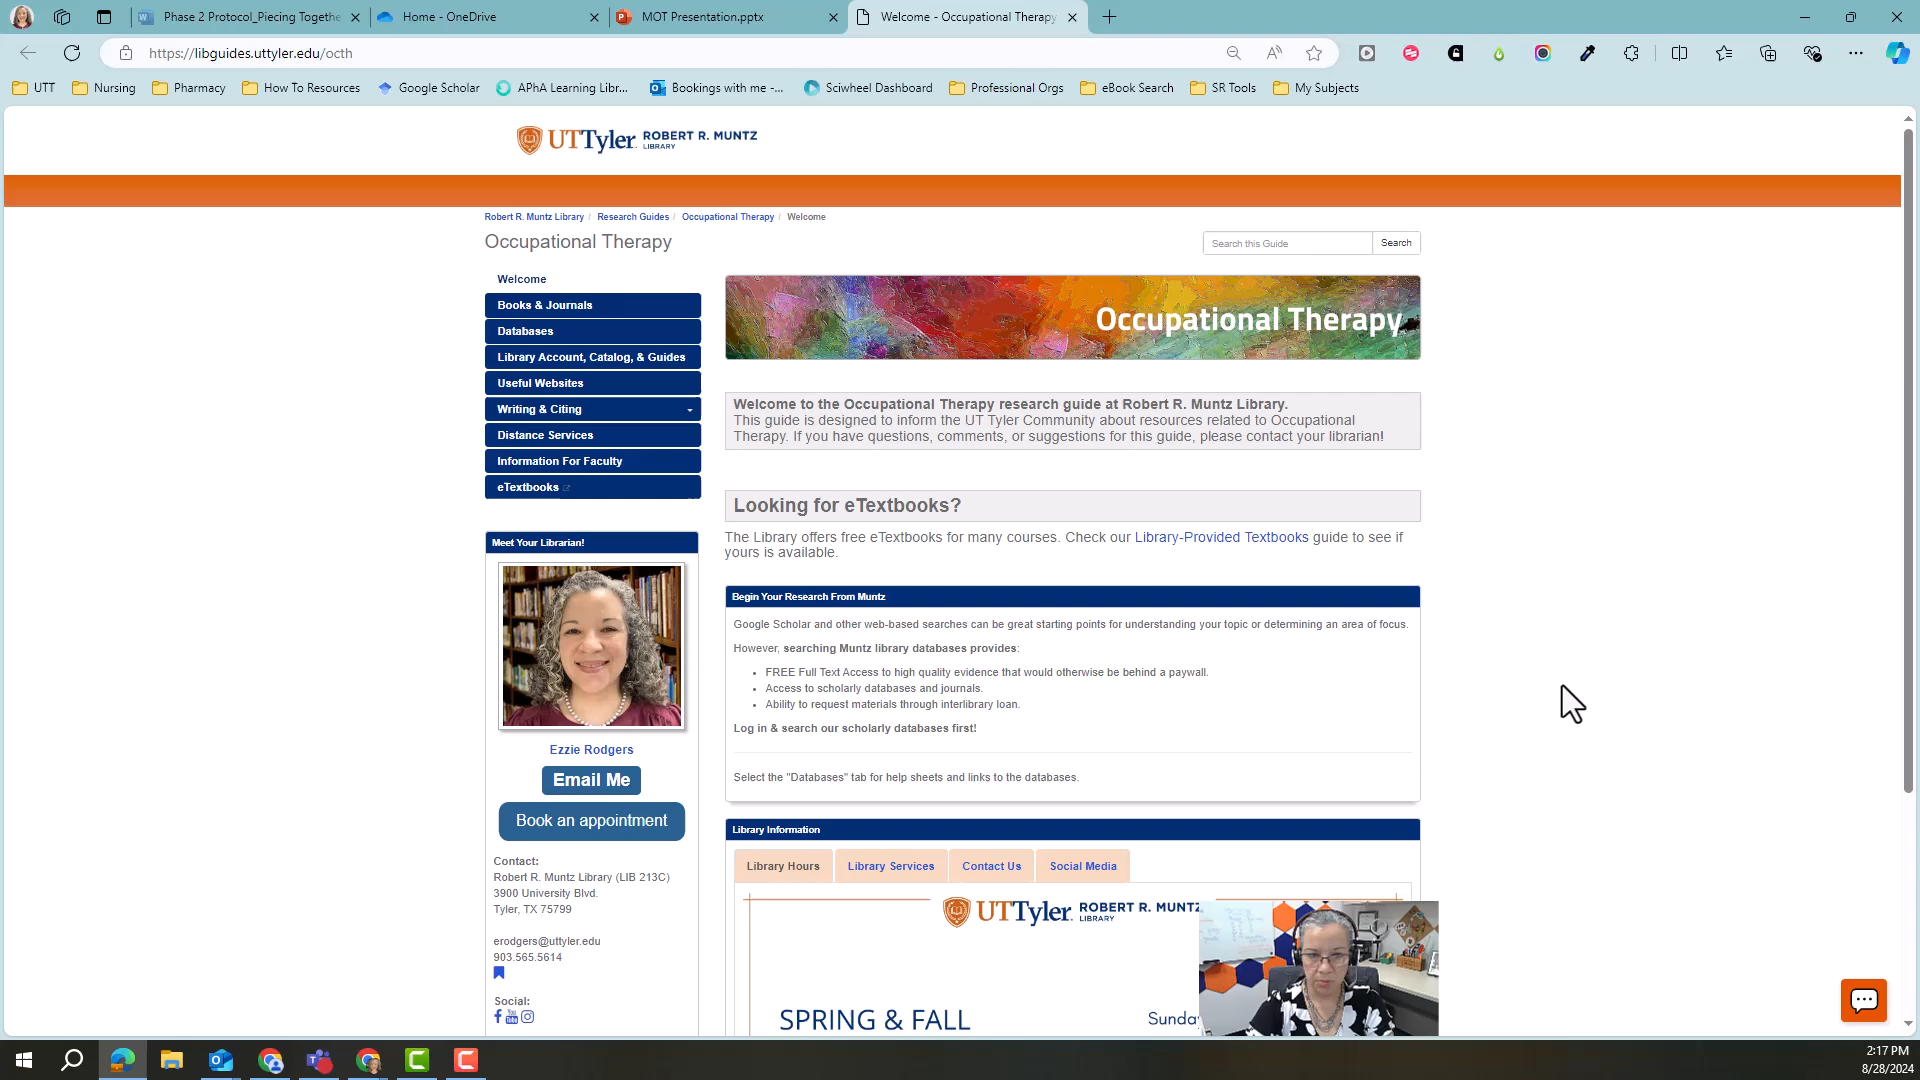 Phase 2 Protocol_Piecing Togethe
Home - OneDrive
MOT Presentation.pptx
Welcome - Occupational Therapy
https://libguides.uttyler.edu/octh
UTT
Nursing
Pharmacy
How To Resources
Google Scholar
APhA Learning Libr...
Bookings with me -...
Sciwheel Dashboard
Professional Orgs
eBook Search
SR Tools
My Subjects
UTTyler. ROBERT R. MUNTZ
LIBRARY
Robert R. Muntz Library / Research Guides / Occupational Therapy / Welcome
Occupational Therapy
Search this Guide
Search
Welcome
Books & Journals
Databases
Library Account, Catalog, & Guides
Useful Websites
Writing & Citing
Distance Services
Information For Faculty
eTextbooks
Meet Your Librarian!
Ezzie Rodgers
Email Me
Book an appointment
Contact:
Robert R. Muntz Library (LIB 213C)
3900 University Blvd.
Tyler, TX 75799
erodgers@uttyler.edu
903.565.5614
Social:
Occupational Therapy
Welcome to the Occupational Therapy research guide at Robert R. Muntz Library.
This guide is designed to inform the UT Tyler Community about resources related to Occupational
Therapy. If you have questions, comments, or suggestions for this guide, please contact your librarian!
Looking for eTextbooks?
The Library offers free eTextbooks for many courses. Check our Library-Provided Textbooks guide to see if
yours is available.
Begin Your Research From Muntz
Google Scholar and other web-based searches can be great starting points for understanding your topic or determining an area of focus.
However, searching Muntz library databases provides:
• FREE Full Text Access to high quality evidence that would otherwise be behind a paywall.
• Access to scholarly databases and journals.
• Ability to request materials through interlibrary loan.
Log in & search our scholarly databases first!
Select the "Databases" tab for help sheets and links to the databases.
Library Information
Library Hours
Library Services
Contact Us
Social Media
UTTyler. ROBERT R. MUNTZ
LIBRARY
SPRING & FALL
Sunda
2:17 PM
8/28/2024